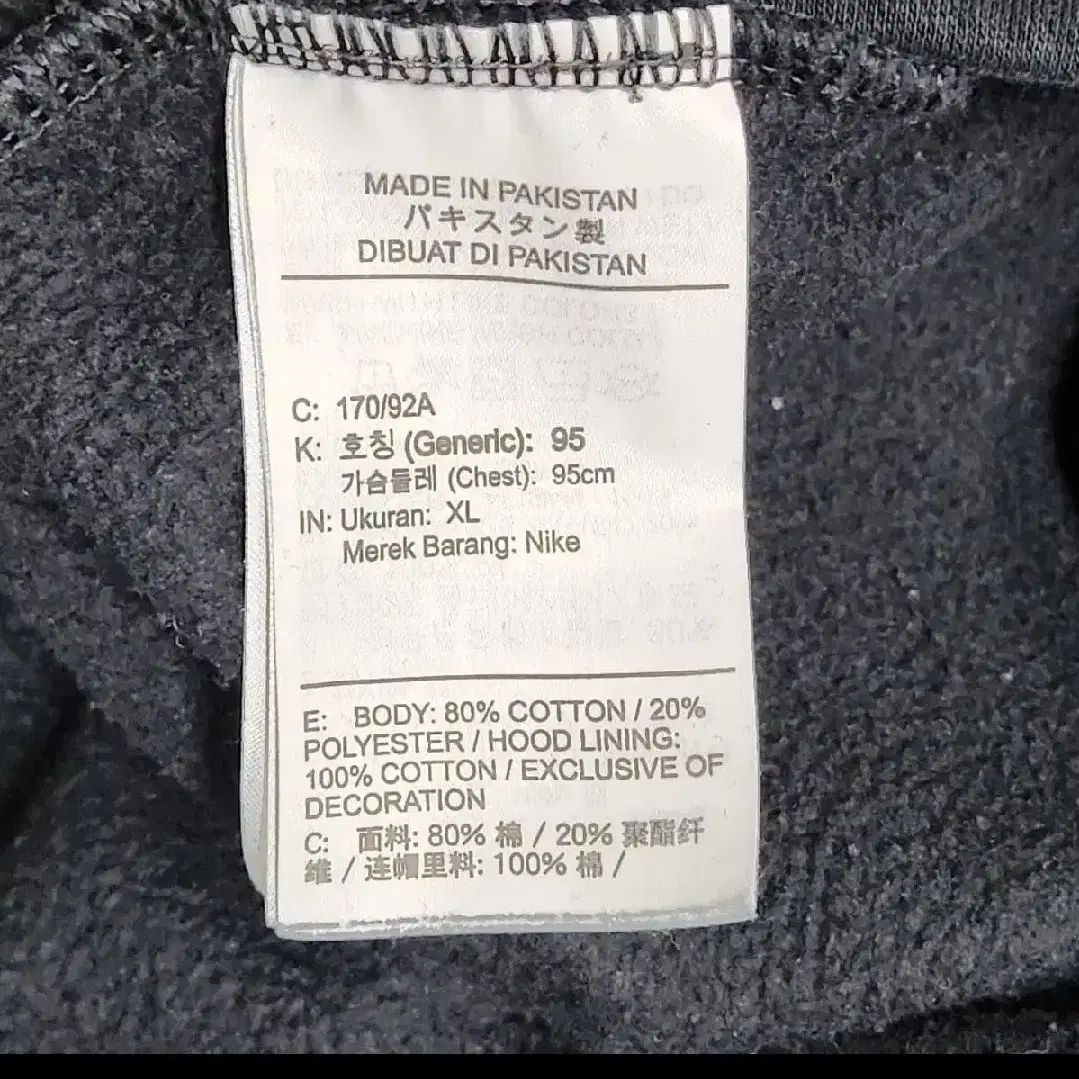 MADE IN PAKISTAN
パキスタン製
DIBUAT DI PAKISTAN
C: 170/92A
K: 호칭 (Generic): 95
가슴둘레 (Chest): 95cm
IN: Ukuran: XL
Merek Barang: Nike
E: BODY: 80% COTTON / 20%
POLYESTER / HOOD LINING:
100% COTTON / EXCLUSIVE OF
DECORATION
C: 面料: 80% 棉 / 20% 聚酯纤
维 / 连帽里料: 100% 棉 /